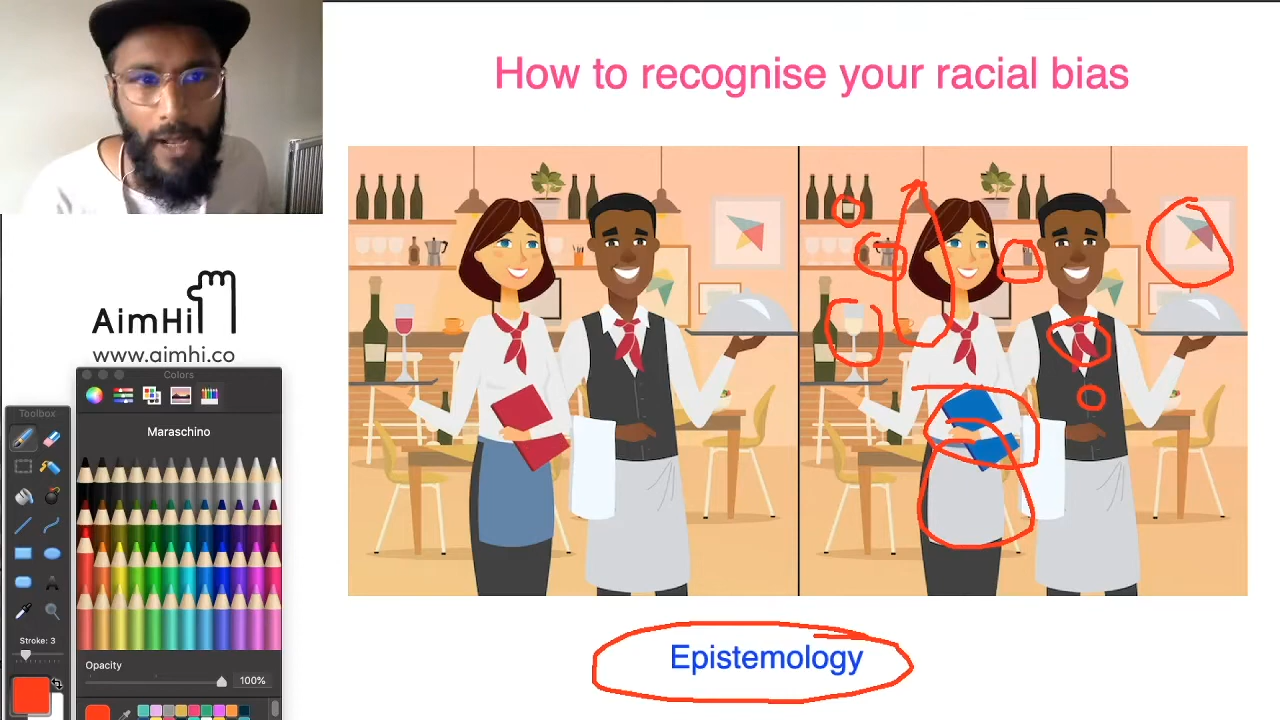 How to recognise your racial bias
AimHi
www.aimhi.co
Colors
Toolbox
Maraschino
Stroke: 3
Opacity
100%
Epistemology